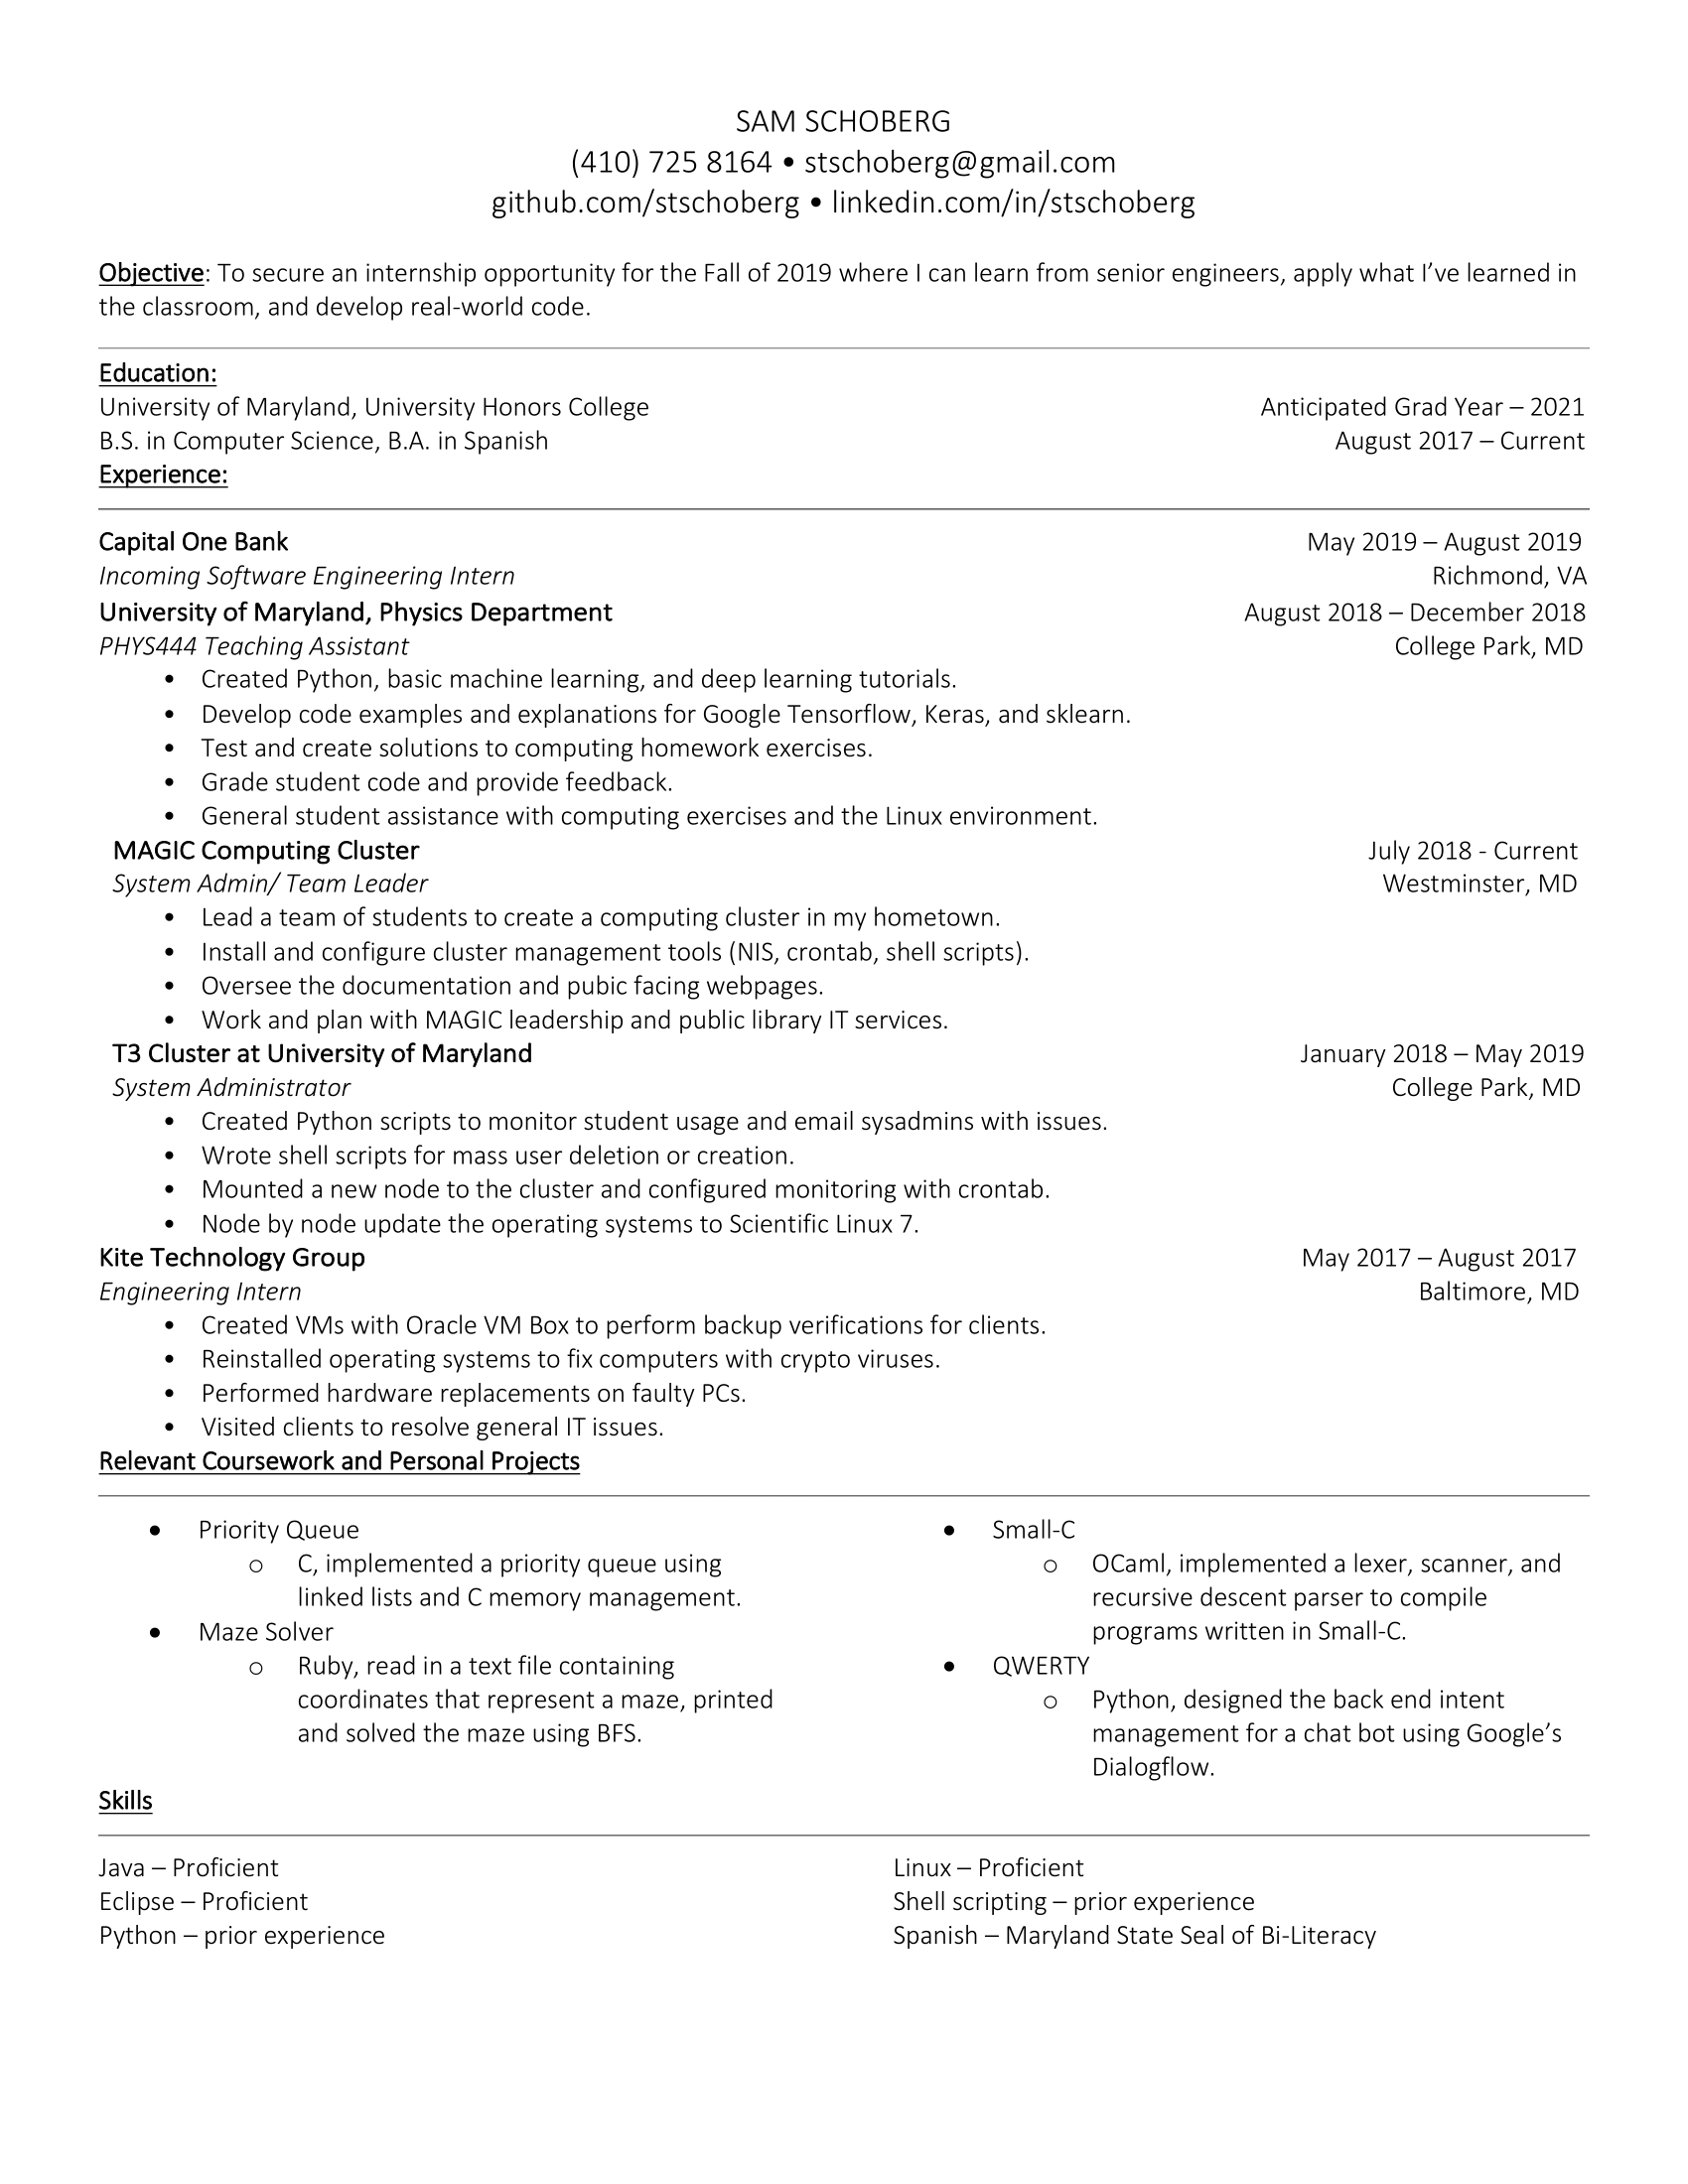 SAM SCHOBERG
(410) 725 8164 • stschoberg@gmail.com
github.com/stschoberg • linkedin.com/in/stschoberg
Objective: To secure an internship opportunity for the Fall of 2019 where I can learn from senior engineers, apply what I’ve learned in
the classroom, and develop real-world code.
Education:
University of Maryland, University Honors College Anticipated Grad Year – 2021
B.S. in Computer Science, B.A. in Spanish August 2017 – Current
Experience:
Capital One Bank May 2019 – August 2019
Incoming Software Engineering Intern Richmond, VA
University of Maryland, Physics Department August 2018 – December 2018
PHYS444 Teaching Assistant College Park, MD
• Created Python, basic machine learning, and deep learning tutorials.
• Develop code examples and explanations for Google Tensorflow, Keras, and sklearn.
• Test and create solutions to computing homework exercises.
• Grade student code and provide feedback.
• General student assistance with computing exercises and the Linux environment.
MAGIC Computing Cluster July 2018 - Current
System Admin/ Team Leader Westminster, MD
• Lead a team of students to create a computing cluster in my hometown.
• Install and configure cluster management tools (NIS, crontab, shell scripts).
• Oversee the documentation and pubic facing webpages.
• Work and plan with MAGIC leadership and public library IT services.
T3 Cluster at University of Maryland January 2018 – May 2019
System Administrator College Park, MD
• Created Python scripts to monitor student usage and email sysadmins with issues.
• Wrote shell scripts for mass user deletion or creation.
• Mounted a new node to the cluster and configured monitoring with crontab.
• Node by node update the operating systems to Scientific Linux 7.
Kite Technology Group May 2017 – August 2017
Engineering Intern Baltimore, MD
• Created VMs with Oracle VM Box to perform backup verifications for clients.
• Reinstalled operating systems to fix computers with crypto viruses.
• Performed hardware replacements on faulty PCs.
• Visited clients to resolve general IT issues.
Relevant Coursework and Personal Projects
• Priority Queue
o C, implemented a priority queue using
linked lists and C memory management.
• Maze Solver
o Ruby, read in a text file containing
coordinates that represent a maze, printed
and solved the maze using BFS.
• Small-C
o OCaml, implemented a lexer, scanner, and
recursive descent parser to compile
programs written in Small-C.
• QWERTY
o Python, designed the back end intent
management for a chat bot using Google’s
Dialogflow.
Skills
Java – Proficient
Eclipse – Proficient
Python – prior experience
Linux – Proficient
Shell scripting – prior experience
Spanish – Maryland State Seal of Bi-Literacy